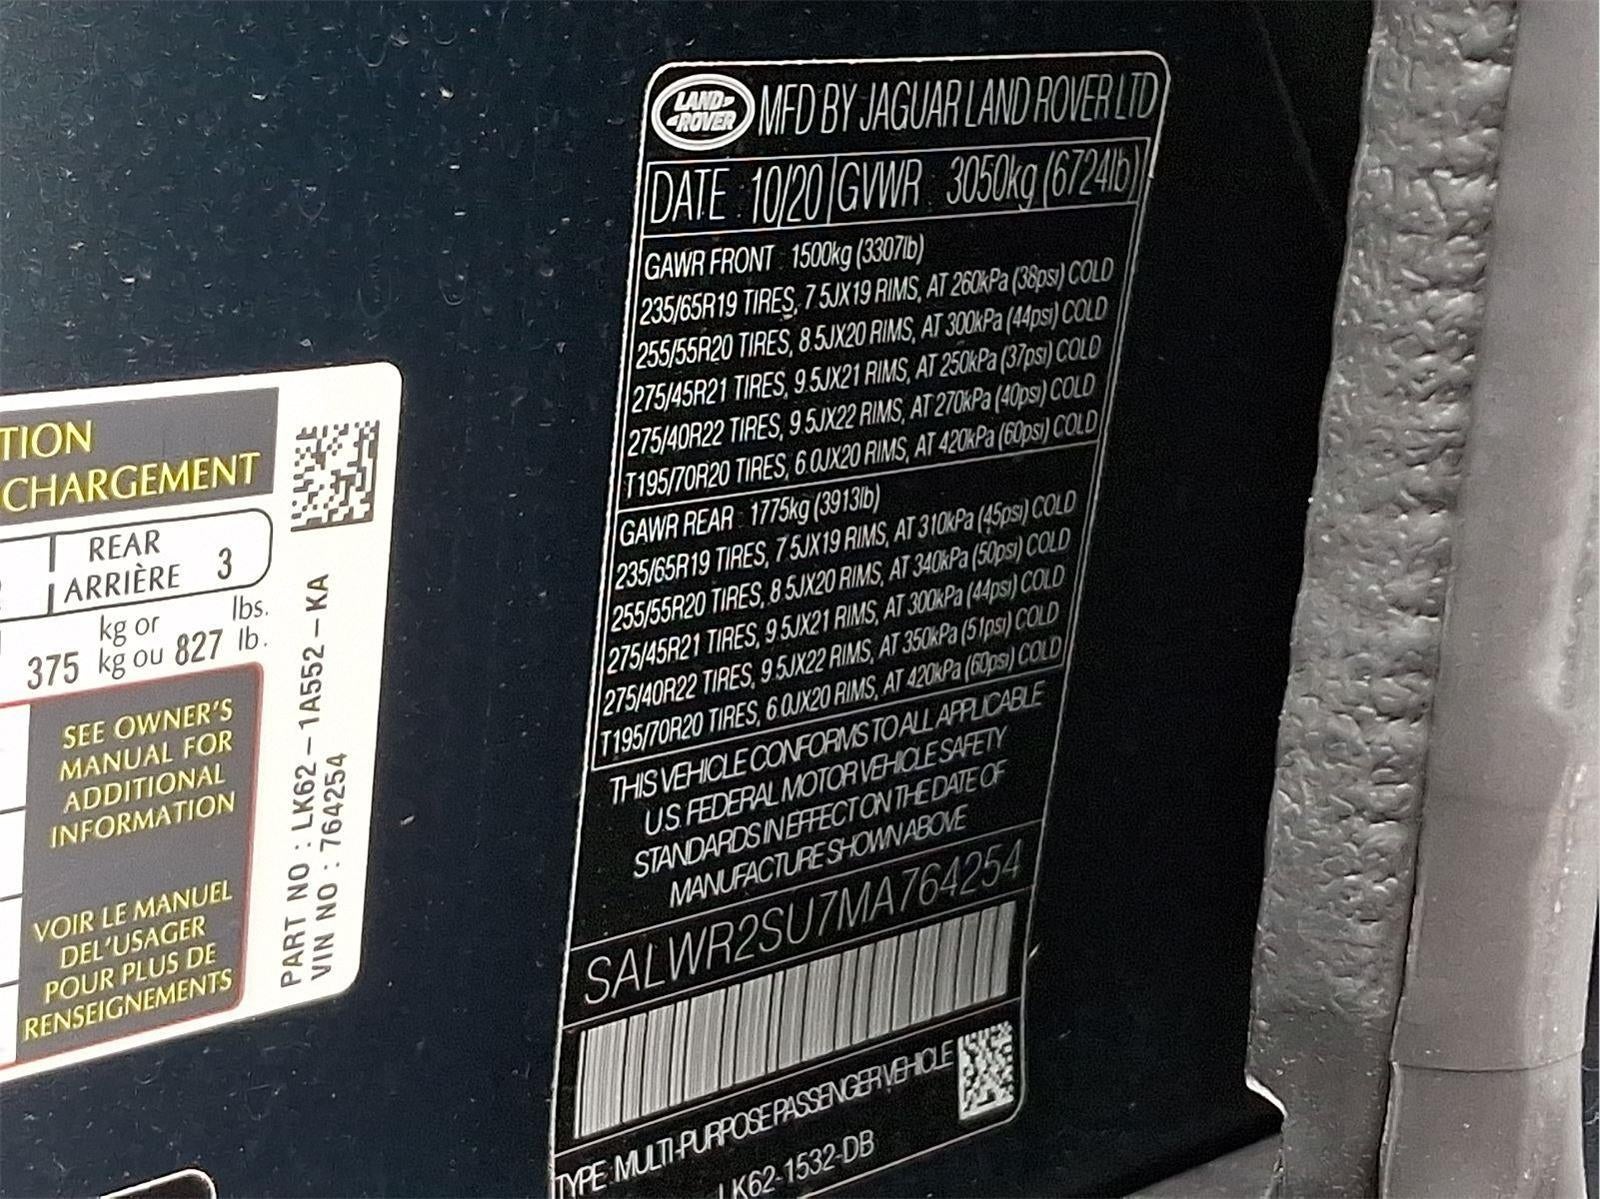 TION
CHARGEMENT
REAR
ARRIÈRE 3
375 kg or
kg ou 827 lbs.
lb.
SEE OWNER'S
MANUAL FOR
ADDITIONAL
INFORMATION
VOIR LE MANUEL
DEL'USAGER
POUR PLUS DE
RENSEIGNEMENTS
PART NO : LK62-1A552-KA
VIN NO : 764254
LAND ROVER MFD BY JAGUAR LAND ROVER LTD
DATE : 10/20 GVWR : 3050kg (6724lb)
GAWR FRONT : 1500kg (3307lb)
235/65R19 TIRES, 7.5JX19 RIMS, AT 260kPa (38psi) COLD
255/55R20 TIRES, 8.5JX20 RIMS, AT 300kPa (44psi) COLD
275/45R21 TIRES, 9.5JX21 RIMS, AT 250kPa (37psi) COLD
275/40R22 TIRES, 9.5JX22 RIMS, AT 270kPa (40psi) COLD
T195/70R20 TIRES, 6.0JX20 RIMS, AT 420kPa (60psi) COLD
GAWR REAR : 1775kg (3913lb)
235/65R19 TIRES, 7.5JX19 RIMS, AT 310kPa (45psi) COLD
255/55R20 TIRES, 8.5JX20 RIMS, AT 340kPa (50psi) COLD
275/45R21 TIRES, 9.5JX21 RIMS, AT 300kPa (44psi) COLD
275/40R22 TIRES, 9.5JX22 RIMS, AT 350kPa (51psi) COLD
T195/70R20 TIRES, 6.0JX20 RIMS, AT 420kPa (60psi) COLD
THIS VEHICLE CONFORMS TO ALL APPLICABLE
U.S. FEDERAL MOTOR VEHICLE SAFETY
STANDARDS IN EFFECT ON THE DATE OF
MANUFACTURE SHOWN ABOVE
SALWR2SU7MA764254
TYPE: MULTI-PURPOSE PASSENGER VEHICLE
LK62-1532-DB